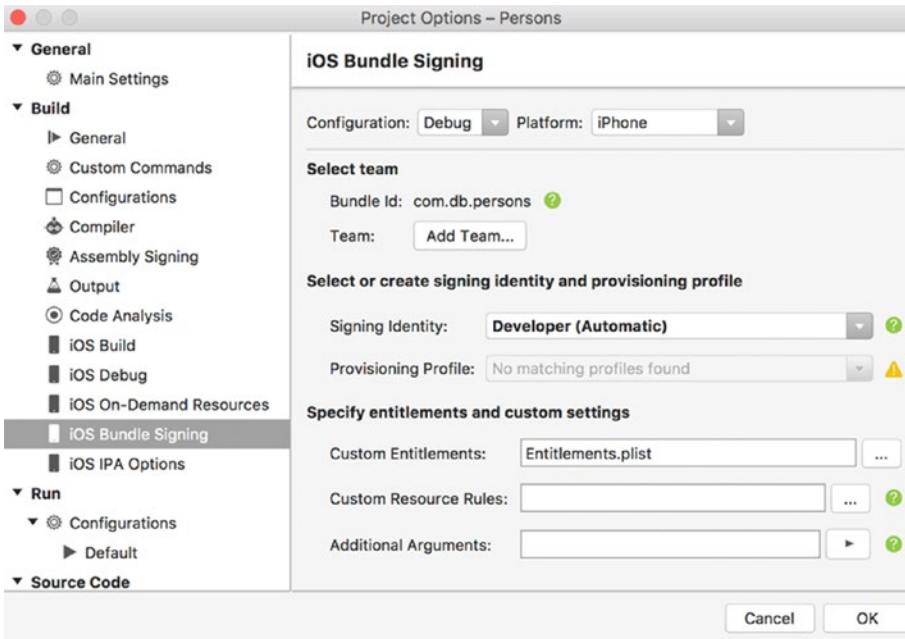 Project Options – Persons
General
Main Settings
Build
General
Custom Commands
Configurations
Compiler
Assembly Signing
Output
Code Analysis
iOS Build
iOS Debug
iOS On-Demand Resources
iOS Bundle Signing
iOS IPA Options
Run
Configurations
Default
Source Code
iOS Bundle Signing
Configuration: Debug Platform: iPhone
Select team
Bundle Id: com.db.persons ?
Team: Add Team...
Select or create signing identity and provisioning profile
Signing Identity: Developer (Automatic) ?
Provisioning Profile: No matching profiles found
Specify entitlements and custom settings
Custom Entitlements: Entitlements.plist ...
Custom Resource Rules: ... ?
Additional Arguments: ?
Cancel OK